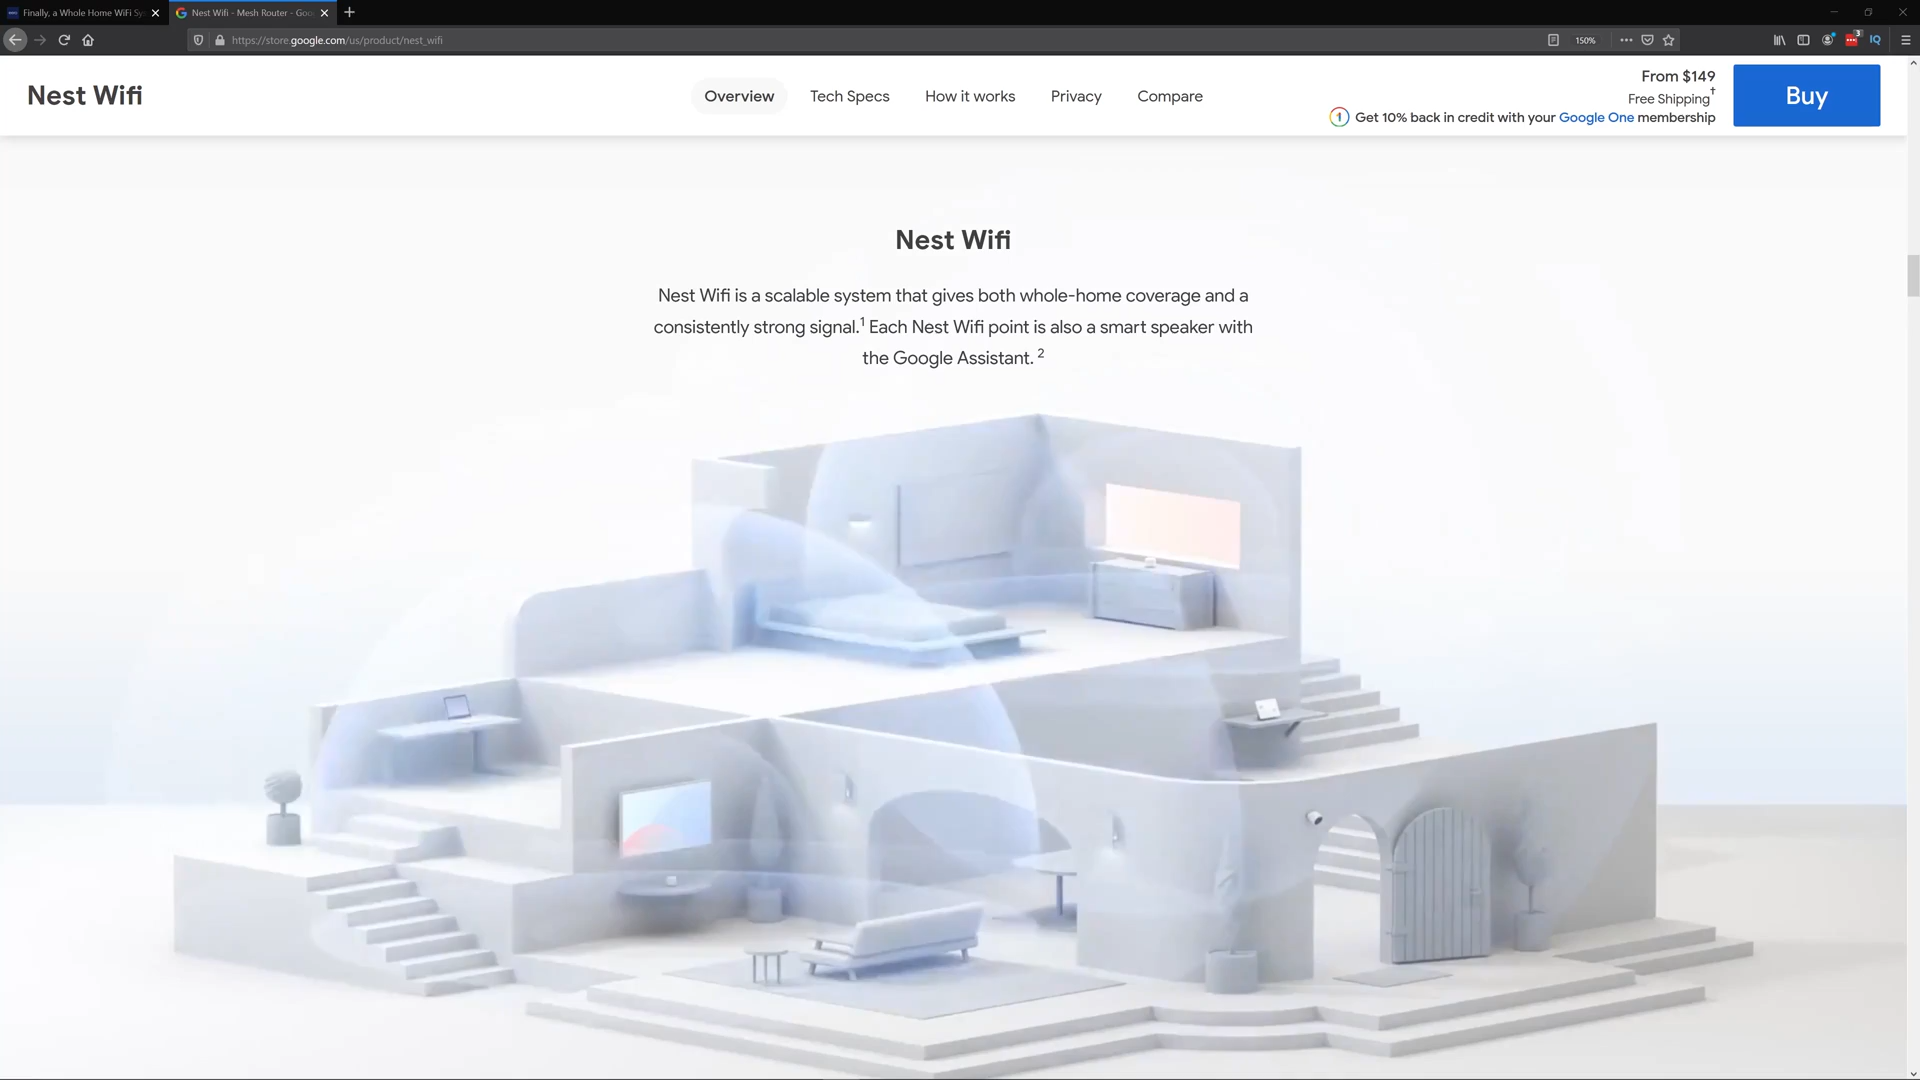 Finally, a Whole Home WiFi Sy
Nest Wifi - Mesh Router - Goo
https://store.google.com/us/product/nest_wifi
150%
3
IQ
Nest Wifi
Overview
Tech Specs
How it works
Privacy
Compare
From $149
Free Shipping†
Get 10% back in credit with your Google One membership
Buy
Nest Wifi
Nest Wifi is a scalable system that gives both whole-home coverage and a
consistently strong signal.1 Each Nest Wifi point is also a smart speaker with
the Google Assistant. 2